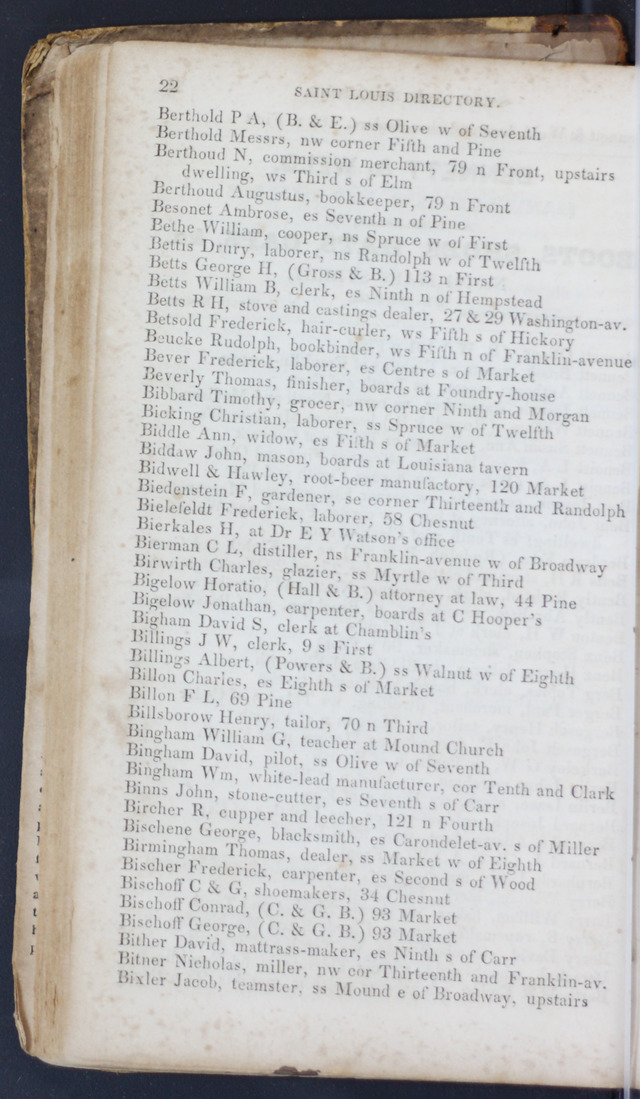 22
SAINT LOUIS DIRECTORY.
Berthold P A, (B. & E.) ss Olive w of Seventh
Berthold Messrs, nw corner Fifth and Pine
Berthoud N, commission merchant, 79 n Front, upstairs
dwelling, ws Third s of Elm
Berthoud Augustus, bookkeeper, 79 n Front
Besonet Ambrose, es Seventh n of Pine
Bethe William, cooper, ns Spruce w of First
Bettis Drury, laborer, ns Randolph w of Twelfth
Betts George H, (Gross & B.) 113 n First
Betts William B, clerk, es Ninth n of Hempstead
Betts R H, stove and castings dealer, 27 & 29 Washington-av.
Betsold Frederick, hair-curler, ws Fifth s of Hickory
Beucke Rudolph, bookbinder, ws Fifth n of Franklin-avenue
Bever Frederick, laborer, es Centre s of Market
Beverly Thomas, finisher, boards at Foundry-house
Bibbard Timothy, grocer, nw corner Ninth and Morgan
Bicking Christian, laborer, ss Spruce w of Twelfth
Biddle Ann, widow, es Fifth s of Market
Biddaw John, mason, boards at Louisiana tavern
Bidwell & Hawley, root-beer manufactory, 120 Market
Biedenstein F, gardener, se corner Thirteenth and Randolph
Bielefeldt Frederick, laborer, 58 Chesnut
Bierkales H, at Dr E Y Watson's office
Bierman C L, distiller, ns Franklin-avenue w of Broadway
Birwirth Charles, glazier, ss Myrtle w of Third
Bigelow Horatio, (Hall & B.) attorney at law, 44 Pine
Bigelow Jonathan, carpenter, boards at C Hooper's
Bigham David S, clerk at Chamblin's
Billings J W, clerk, 9 s First
Billings Albert, (Powers & B.) ss Walnut w of Eighth
Billon Charles, es Eighth s of Market
Billon F L, 69 Pine
Billsborow Henry, tailor, 70 n Third
Bingham William G, teacher at Mound Church
Bingham David, pilot, ss Olive w of Seventh
Bingham Wm, white-lead manufacturer, cor Tenth and Clark
Binns John, stone-cutter, es Seventh s of Carr
Bircher R, cupper and leecher, 121 n Fourth
Bischene George, blacksmith, es Carondelet-av. s of Miller
Birmingham Thomas, dealer, ss Market w of Eighth
Bischer Frederick, carpenter, es Second s of Wood
Bischoff C & G, shoemakers, 34 Chesnut
Bischoff Conrad, (C. & G. B.) 93 Market
Bischoff George, (C. & G. B.) 93 Market
Bither David, mattrass-maker, es Ninth s of Carr
Bitner Nicholas, miller, nw cor Thirteenth and Franklin-av.
Bixler Jacob, teamster, ss Mound e of Broadway, upstairs